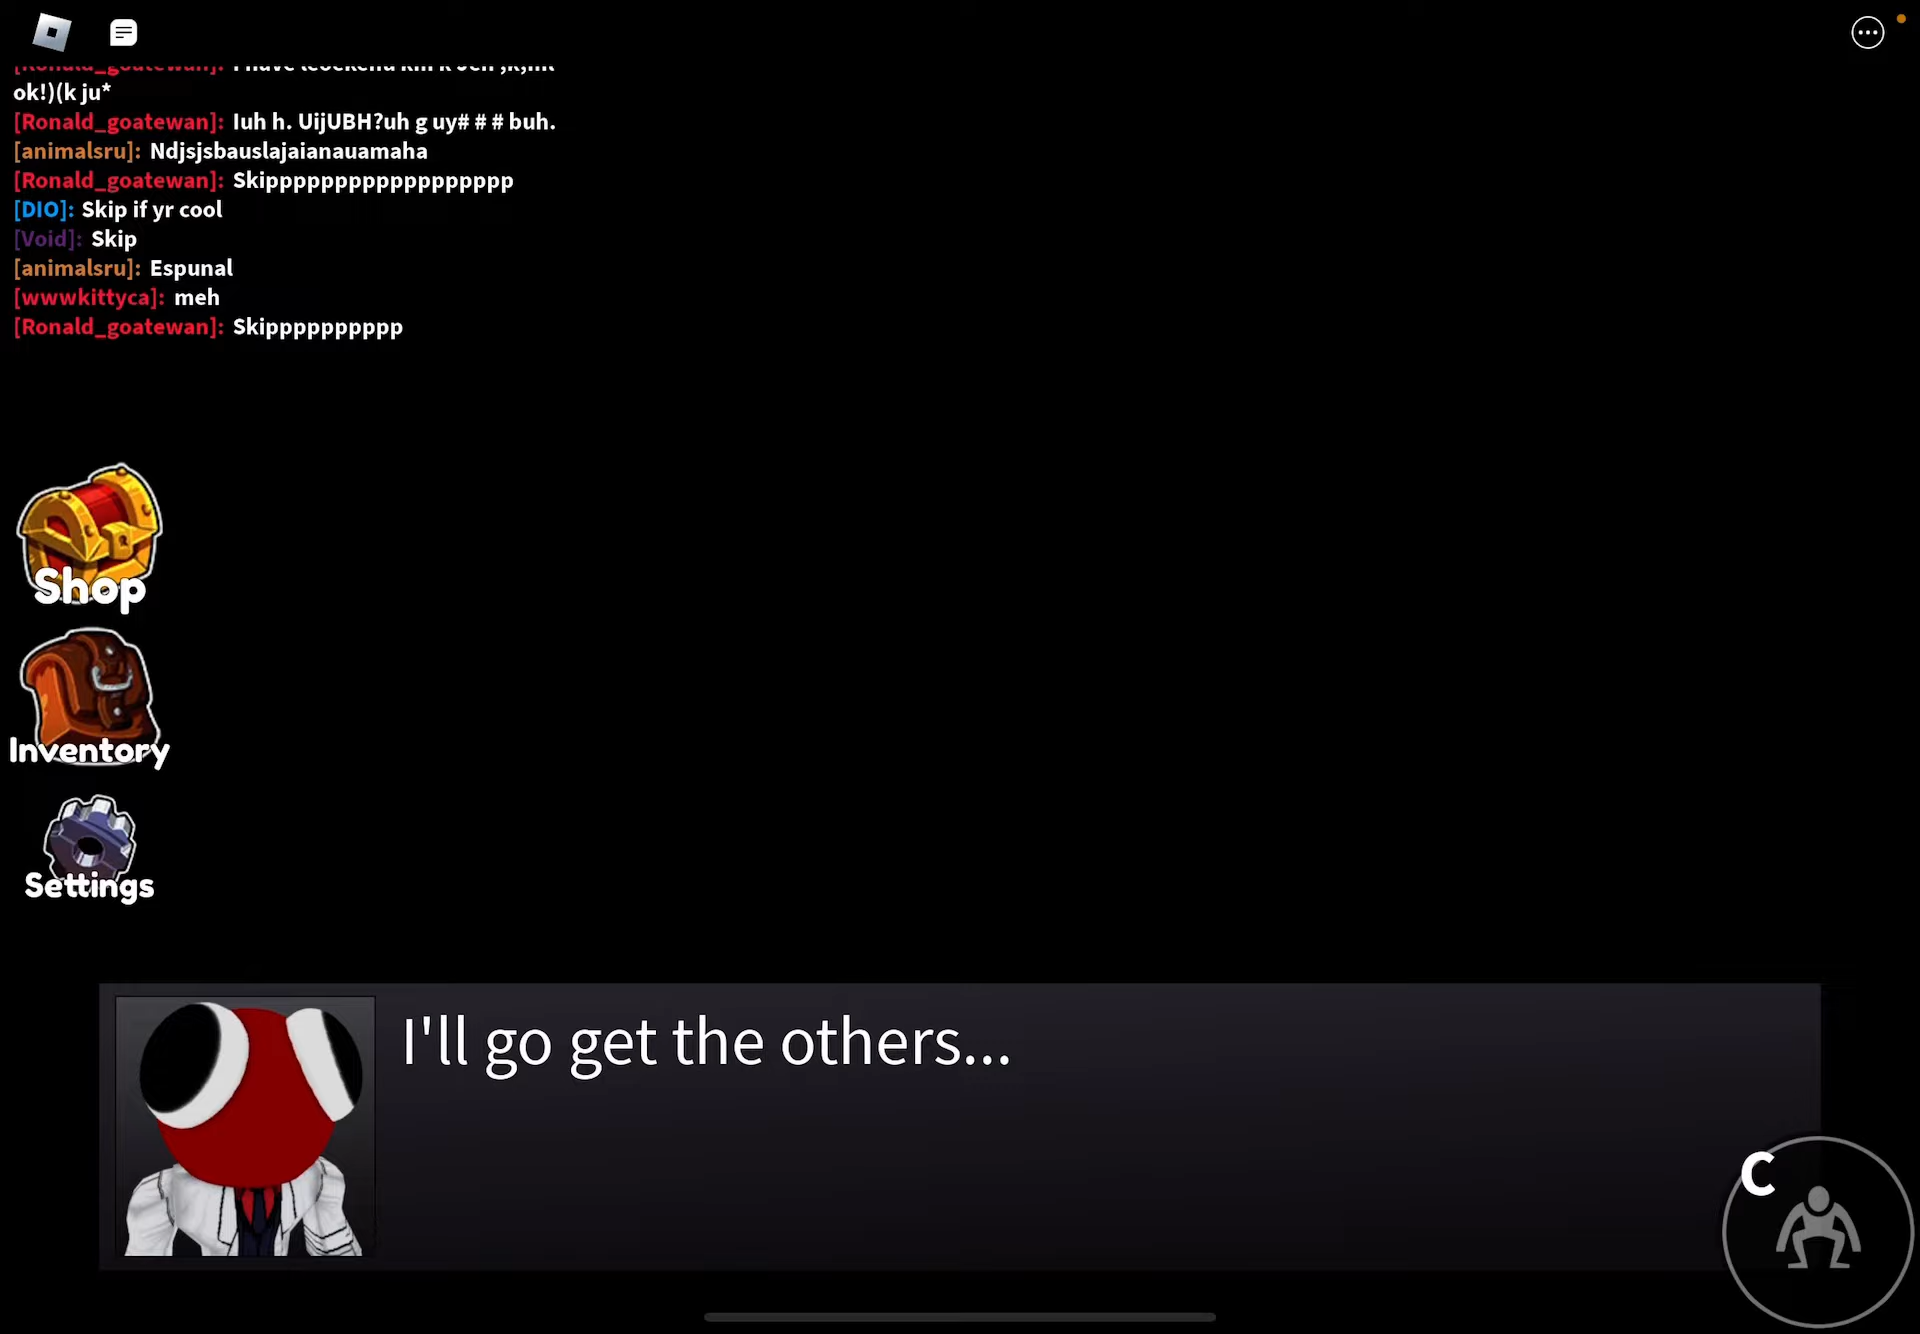 ok!)(k ju*
[Ronald_goatewan]: Iuh h. UijUBH?uh g uy# # # buh.
[animalsru]: Ndjsjsbauslajaianauamaha
[Ronald_goatewan]: Skipppppppppppppppppp
[DIO]: Skip if yr cool
[Void]: Skip
[animalsru]: Espunal
[wwwkittyca]: meh
[Ronald_goatewan]: Skipppppppppp
Shop
Inventory
Settings
I'll go get the others...
C